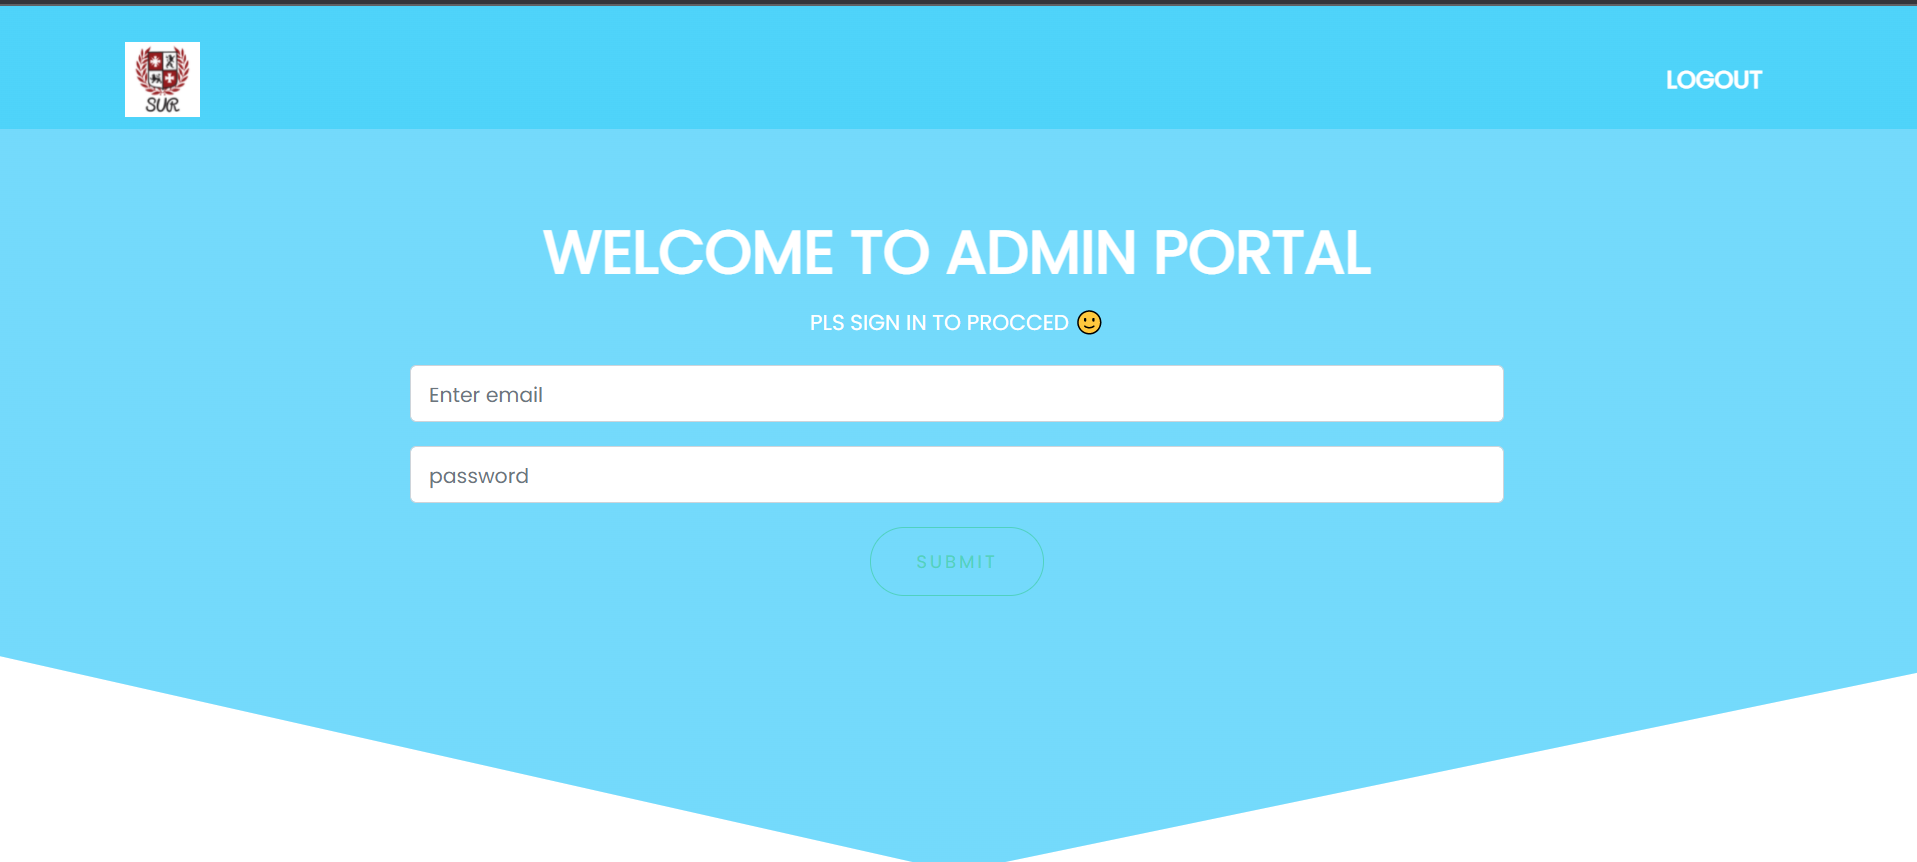 SUR
LOGOUT
WELCOME TO ADMIN PORTAL
PLS SIGN IN TO PROCCED 🙂
Enter email
password
SUBMIT